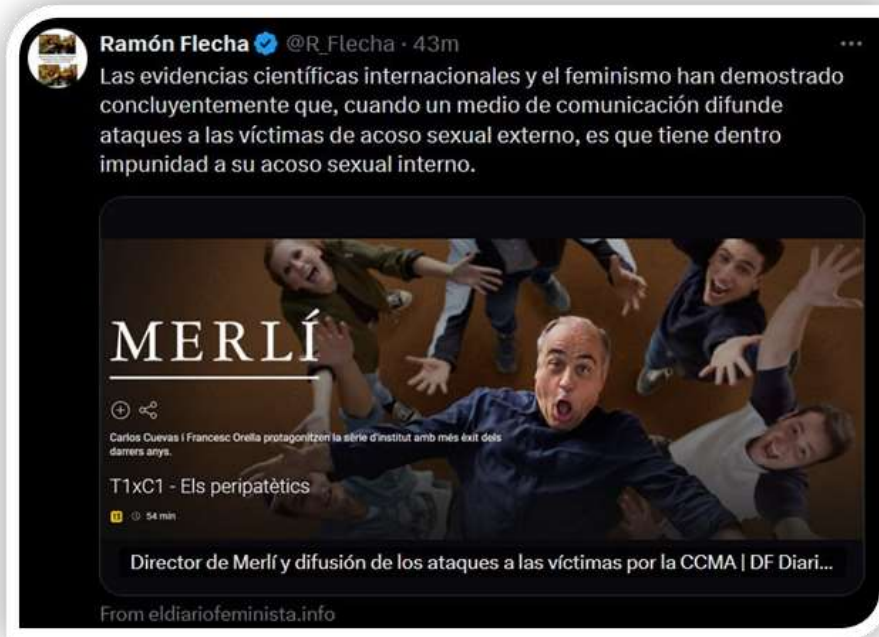 Ramón Flecha @R_Flecha · 43m
Las evidencias científicas internacionales y el feminismo han demostrado
concluyentemente que, cuando un medio de comunicación difunde
ataques a las víctimas de acoso sexual externo, es que tiene dentro
impunidad a su acoso sexual interno.
MERLÍ
Carlos Cuevas i Francesc Orella protagonitzen la sèrie d'institut amb més èxit dels
darrers anys.
T1xC1 - Els peripatètics
13 54 min
Director de Merlí y difusión de los ataques a las víctimas por la CCMA | DF Diari...
From eldiariofeminista.info